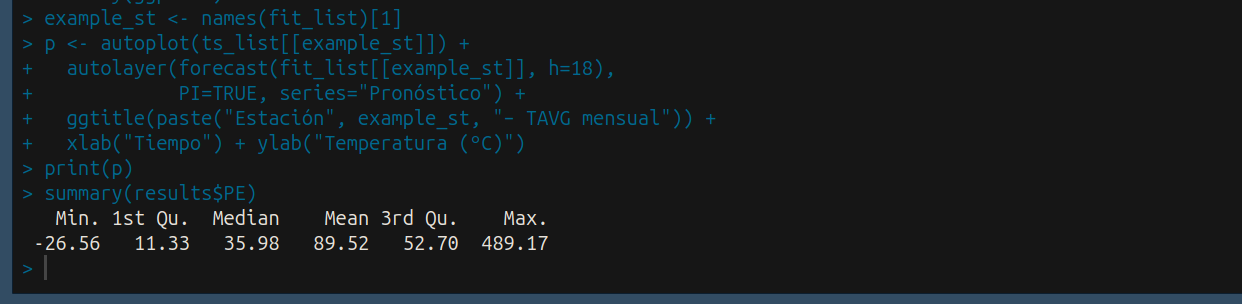 > example_st <- names(fit_list)[1]
> p <- autoplot(ts_list[[example_st]]) +
+   autolayer(forecast(fit_list[[example_st]], h=18),
+             PI=TRUE, series="Pronóstico") +
+   ggtitle(paste("Estación", example_st, "– TAVG mensual")) +
+   xlab("Tiempo") + ylab("Temperatura (°C)")
> print(p)
> summary(results$PE)
   Min. 1st Qu.  Median    Mean 3rd Qu.    Max.
 -26.56   11.33   35.98   89.52   52.70  489.17
>